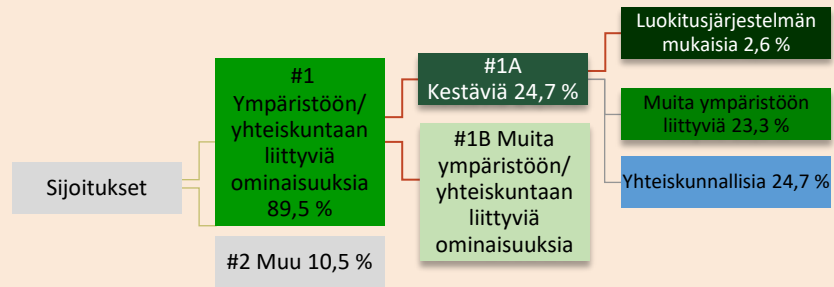 Sijoitukset
#1
Ympäristöön/
yhteiskuntaan
liittyviä
ominaisuuksia
89,5 %
#2 Muu 10,5 %
#1A
Kestäviä 24,7 %
#1B Muita
ympäristöön/
yhteiskuntaan
liittyviä
ominaisuuksia
Luokitusjärjestelmän
mukaisia 2,6 %
Muita ympäristöön
liittyviä 23,3 %
Yhteiskunnallisia 24,7 %